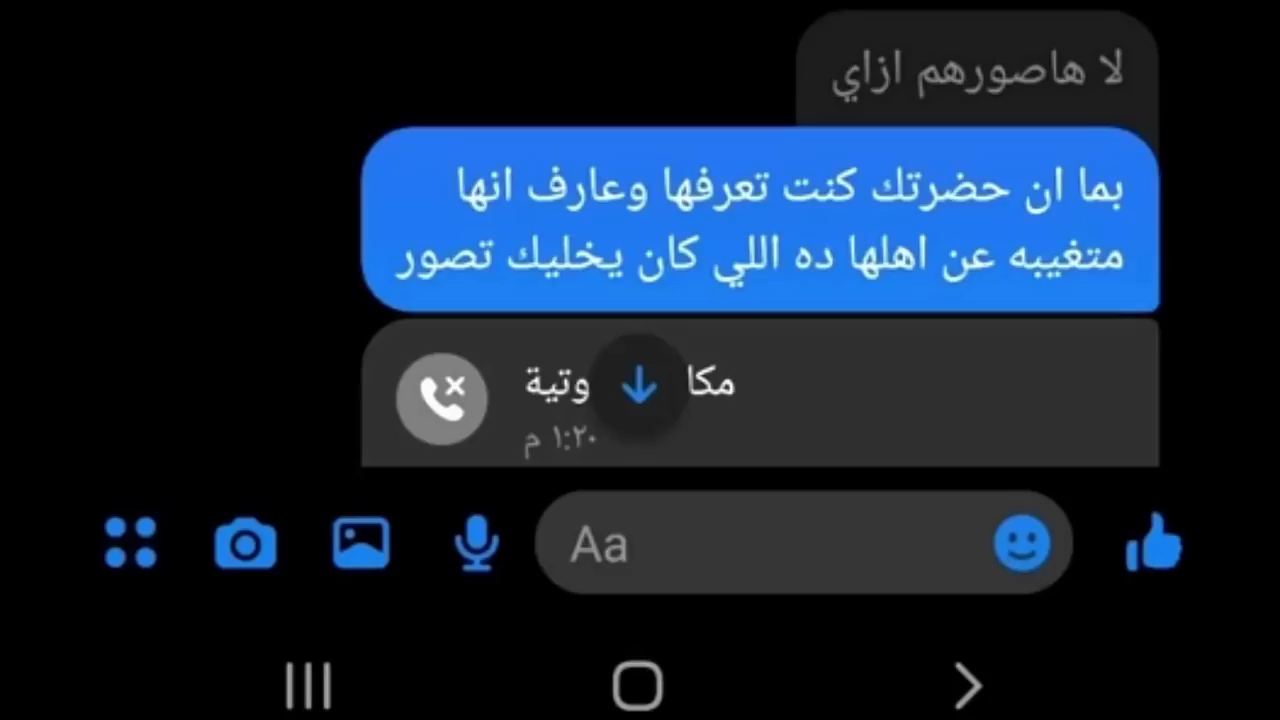 لا هاصورهم ازاي
بما ان حضرتك كنت تعرفها وعارف انها
متغيبه عن اهلها ده اللي كان يخليك تصور
مكا وتية
١:٢٠ م
Aa